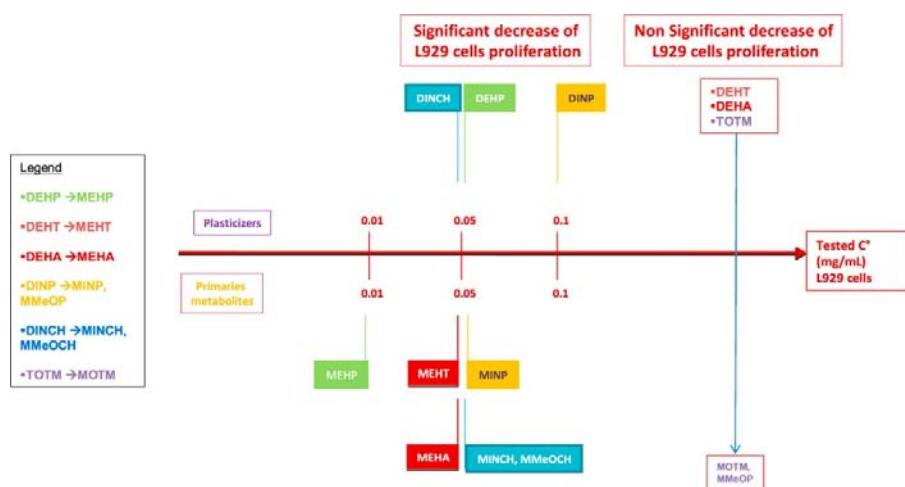 Significant decrease of
L929 cells proliferation
Non Significant decrease of
L929 cells proliferation
DINCH
DEHP
DINP
▪DEHT
▪DEHA
▪TOTM
Legend
▪DEHP →MEHP
▪DEHT →MEHT
▪DEHA →MEHA
▪DINP →MINP,
MMeOP
▪DINCH →MINCH,
MMeOCH
▪TOTM →MOTM
Plasticizers
0.01
0.05
0.1
Tested C°
(mg/mL)
L929 cells
Primaries
metabolites
0.01
0.05
0.1
MEHP
MEHT
MINP
MEHA
MINCH, MMeOCH
MOTM,
MMeOP